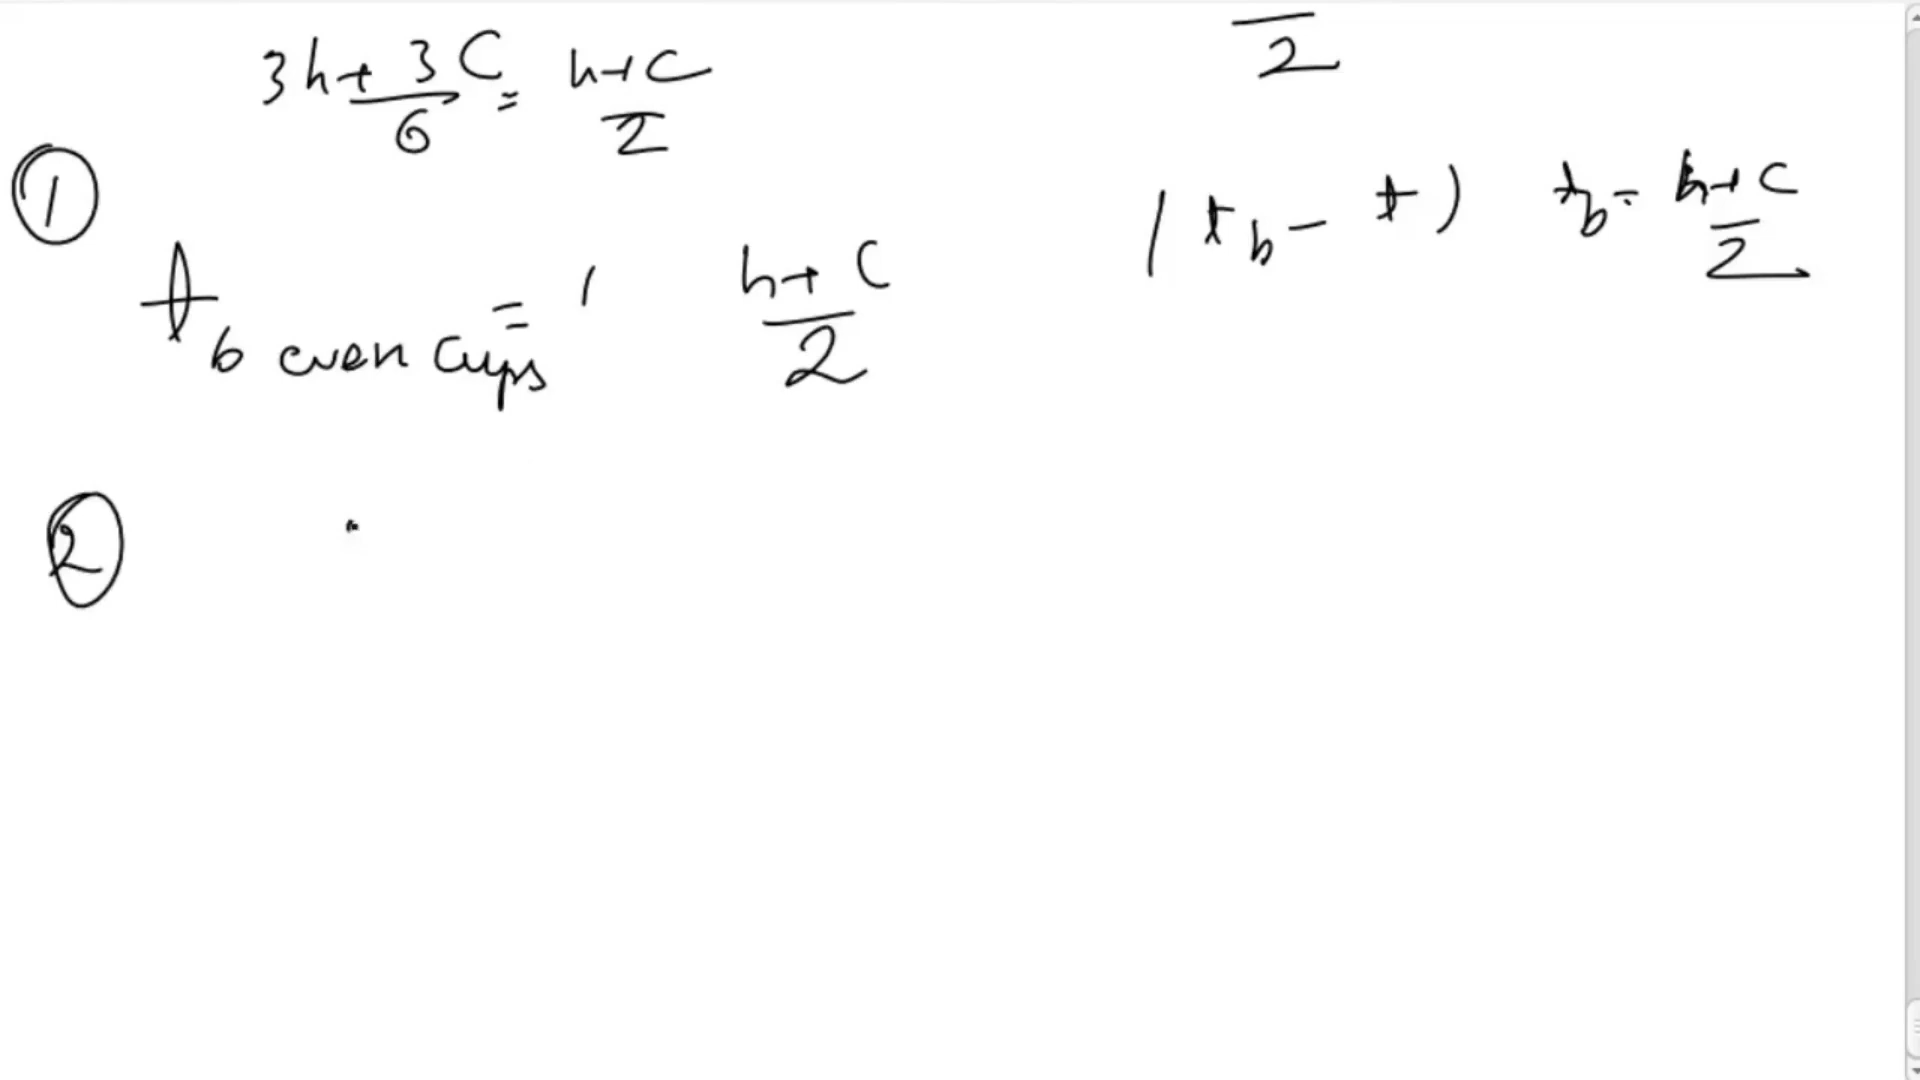 (3h + 3C)/6 = (h+C)/2
‾2
①
|t_b - t) t_b = (h+C)/2
t_b even cups = ' (h+C)/2
②